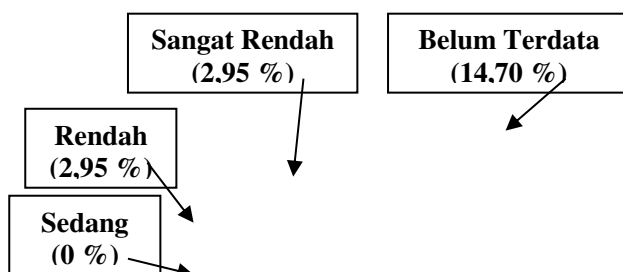 Sangat Rendah
(2,95 %)
Belum Terdata
(14,70 %)
Rendah
(2,95 %)
Sedang
(0 %)